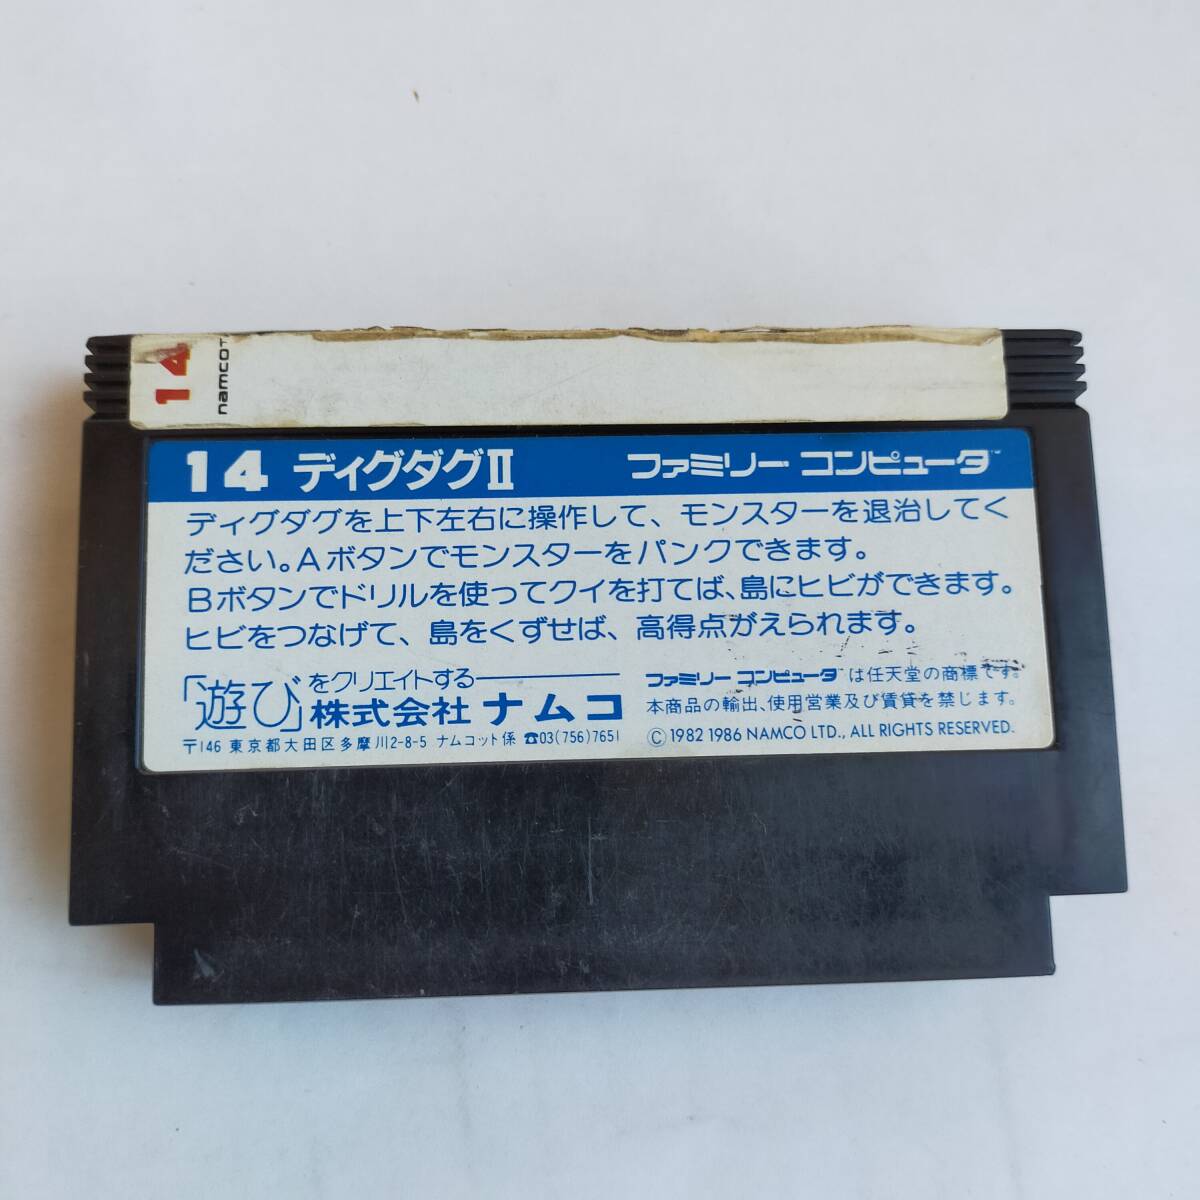 14
namcot
14 ディグダグⅡ ファミリー コンピュータ™
ディグダグを上下左右に操作して、モンスターを退治してく
ださい。Aボタンでモンスターをパンクできます。
Bボタンでドリルを使ってクイを打てば、島にヒビができます。
ヒビをつなげて、島をくずせば、高得点がえられます。
「遊び」をクリエイトする
株式会社 ナムコ
〒146 東京都大田区多摩川2-8-5 ナムコット係 ☎03(756)7651
ファミリー コンピュータ™は任天堂の商標です。
本商品の輸出、使用営業及び賃貸を禁じます。
© 1982 1986 NAMCO LTD., ALL RIGHTS RESERVED.